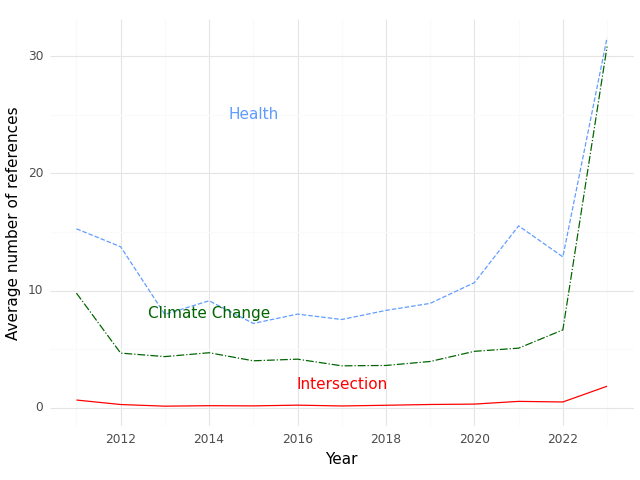 30
20
10
0
Average number of references
Health
Climate Change
Intersection
2012 2014 2016 2018 2020 2022
Year